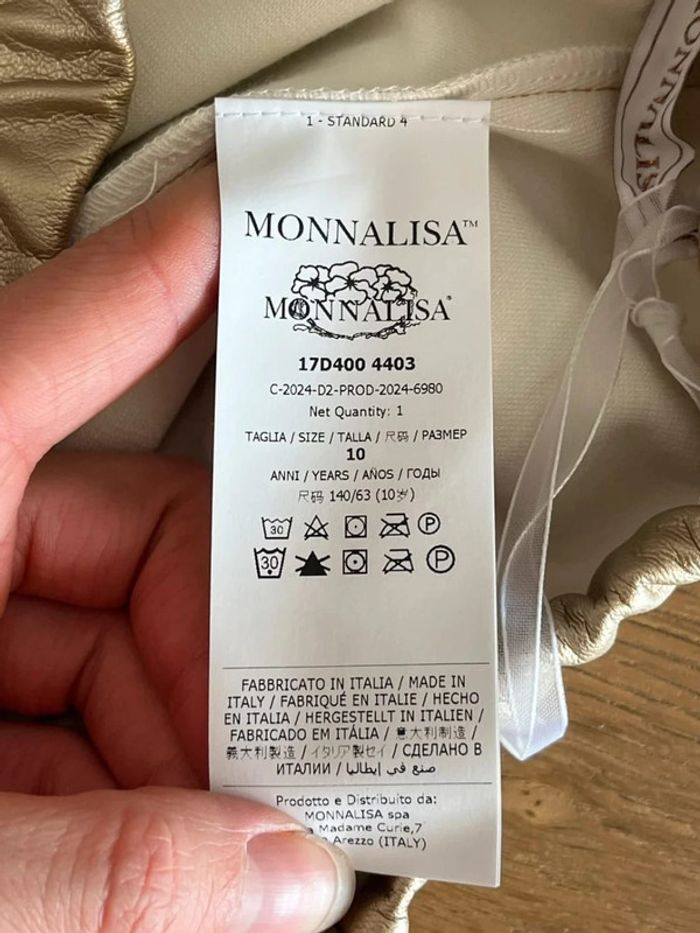 1 - STANDARD 4
MONNALISA™
MONNALISA®
17D400 4403
C-2024-D2-PROD-2024-6980
Net Quantity: 1
TAGLIA / SIZE / TALLA / 尺码 / РАЗМЕР
10
ANNI / YEARS / AÑOS / ГОДЫ
尺码 140/63 (10岁)
30 P
30 P
FABBRICATO IN ITALIA / MADE IN
ITALY / FABRIQUÉ EN ITALIE / HECHO
EN ITALIA / HERGESTELLT IN ITALIEN /
FABRICADO EM ITÁLIA / 意大利制造 /
義大利製造 / イタリア製セイ / СДЕЛАНО В
ИТАЛИИ / صنع في إيطاليا
Prodotto e Distribuito da:
MONNALISA spa
Madame Curie,7
Arezzo (ITALY)
MONNALIS